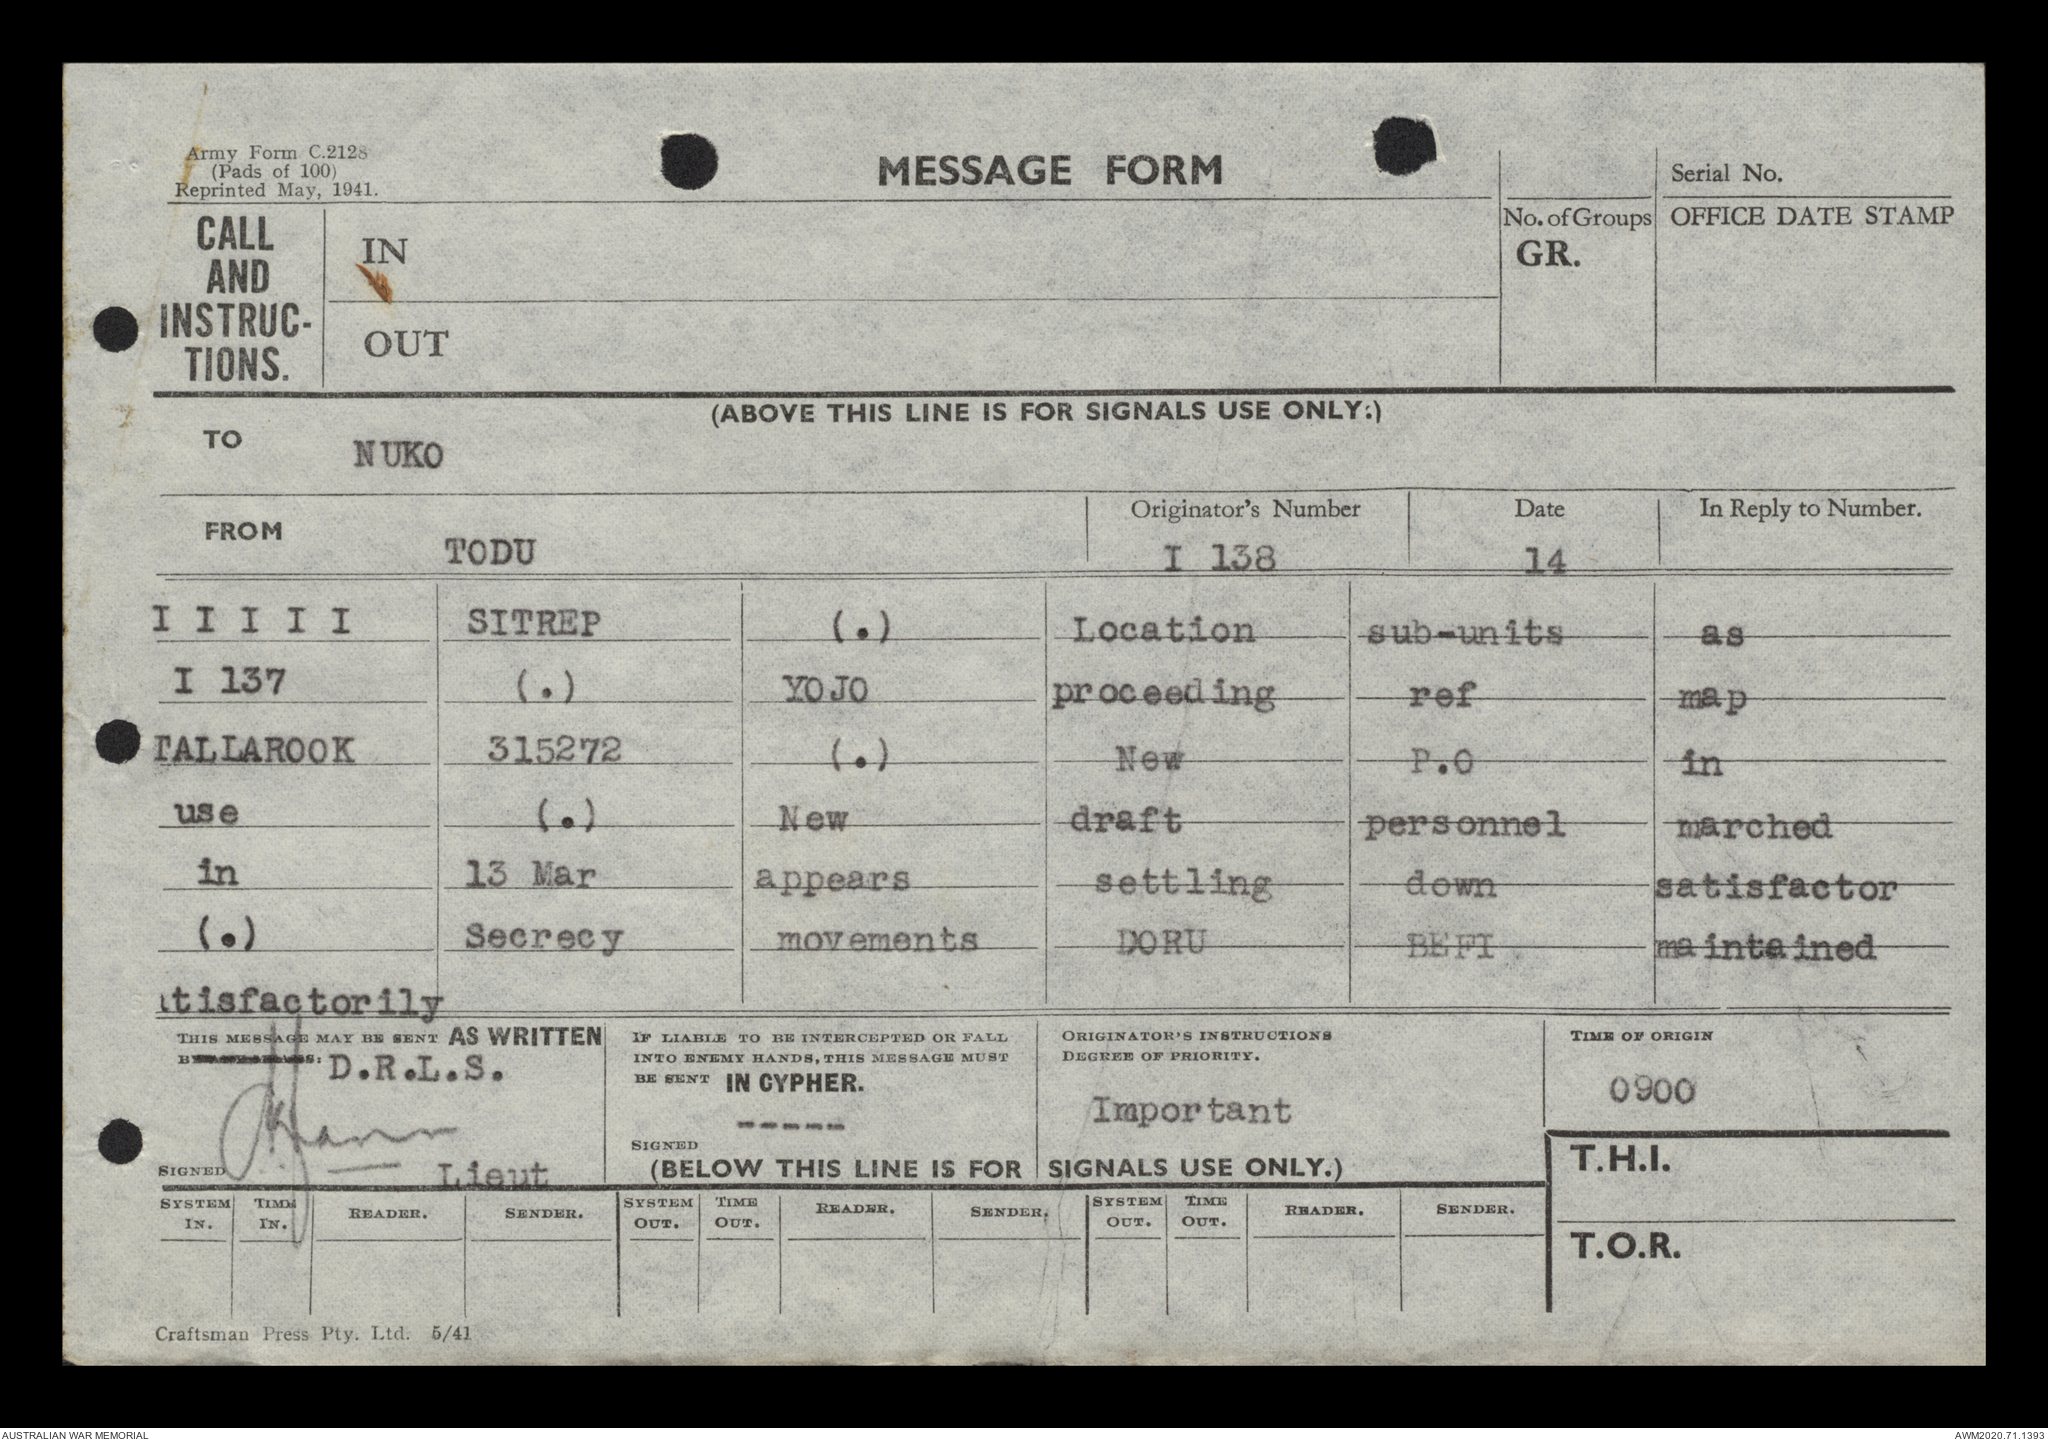 Army Form C.2128
(Pads of 100)
Reprinted May, 1941.
MESSAGE FORM
Serial No.
CALL
AND
INSTRUC-
TIONS.
IN
OUT
No. of Groups
GR.
OFFICE DATE STAMP
(ABOVE THIS LINE IS FOR SIGNALS USE ONLY.)
TO NUKO
FROM TODU
Originator's Number
I 138
Date
14
In Reply to Number.
I I I I I SITREP (.) Location sub-units as
I 137 (.) YOJO proceeding ref map
TALLAROOK 315272 (.) New P.O in
use (.) New draft personnel marched
in 13 Mar appears settling down satisfactor
(.) Secrecy movements DORU BEFI maintained
tisfactorily
THIS MESSAGE MAY BE SENT AS WRITTEN
BY D.R.L.S.
SIGNED Lieut
IF LIABLE TO BE INTERCEPTED OR FALL
INTO ENEMY HANDS, THIS MESSAGE MUST
BE SENT IN CYPHER.
-----
SIGNED
ORIGINATOR'S INSTRUCTIONS
DEGREE OF PRIORITY.
Important
TIME OF ORIGIN
0900
(BELOW THIS LINE IS FOR SIGNALS USE ONLY.)
T.H.I.
T.O.R.
SYSTEM IN. TIME IN. READER. SENDER. SYSTEM OUT. TIME OUT. READER. SENDER. SYSTEM OUT. TIME OUT. READER. SENDER.
Craftsman Press Pty. Ltd. 5/41
AUSTRALIAN WAR MEMORIAL
AWM2020.71.1393